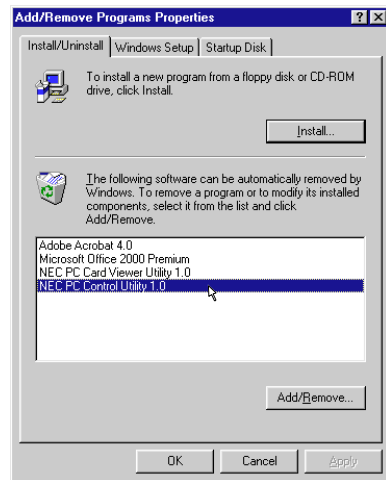 Add/Remove Programs Properties
Install/Uninstall Windows Setup Startup Disk
To install a new program from a floppy disk or CD-ROM
drive, click Install.
Install...
The following software can be automatically removed by
Windows. To remove a program or to modify its installed
components, select it from the list and click
Add/Remove.
Adobe Acrobat 4.0
Microsoft Office 2000 Premium
NEC PC Card Viewer Utility 1.0
NEC PC Control Utility 1.0
Add/Remove...
OK Cancel Apply